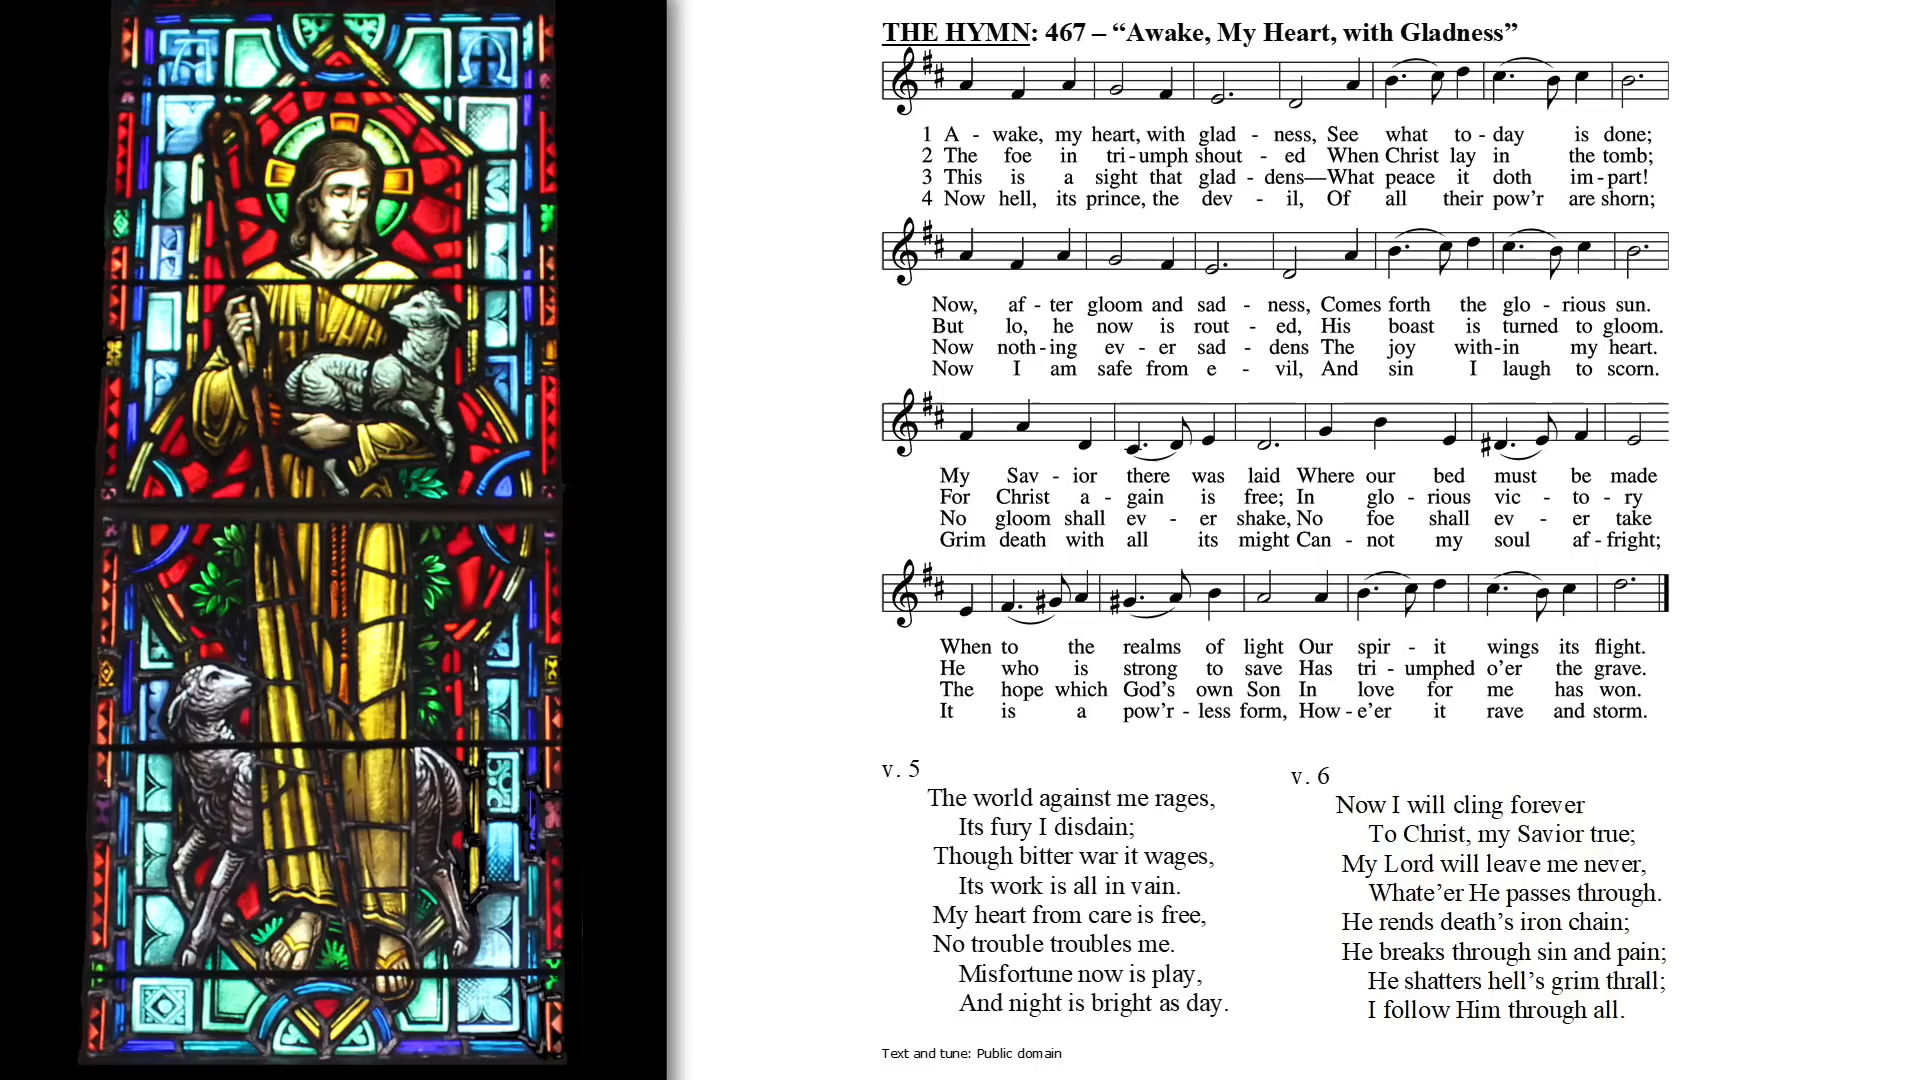 Α Ω
THE HYMN: 467 – “Awake, My Heart, with Gladness”
1 A - wake, my heart, with glad - ness, See what to - day is done;
2 The foe in tri - umph shout - ed When Christ lay in the tomb;
3 This is a sight that glad - dens—What peace it doth im - part!
4 Now hell, its prince, the dev - il, Of all their pow’r are shorn;
Now, af - ter gloom and sad - ness, Comes forth the glo - rious sun.
But lo, he now is rout - ed, His boast is turned to gloom.
Now noth - ing ev - er sad - dens The joy with - in my heart.
Now I am safe from e - vil, And sin I laugh to scorn.
My Sav - ior there was laid Where our bed must be made
For Christ a - gain is free; In glo - rious vic - to - ry
No gloom shall ev - er shake, No foe shall ev - er take
Grim death with all its might Can - not my soul af - fright;
When to the realms of light Our spir - it wings its flight.
He who is strong to save Has tri - umphed o’er the grave.
The hope which God’s own Son In love for me has won.
It is a pow’r - less form, How - e’er it rave and storm.
v. 5
The world against me rages,
Its fury I disdain;
Though bitter war it wages,
Its work is all in vain.
My heart from care is free,
No trouble troubles me.
Misfortune now is play,
And night is bright as day.
v. 6
Now I will cling forever
To Christ, my Savior true;
My Lord will leave me never,
Whate’er He passes through.
He rends death’s iron chain;
He breaks through sin and pain;
He shatters hell’s grim thrall;
I follow Him through all.
Text and tune: Public domain